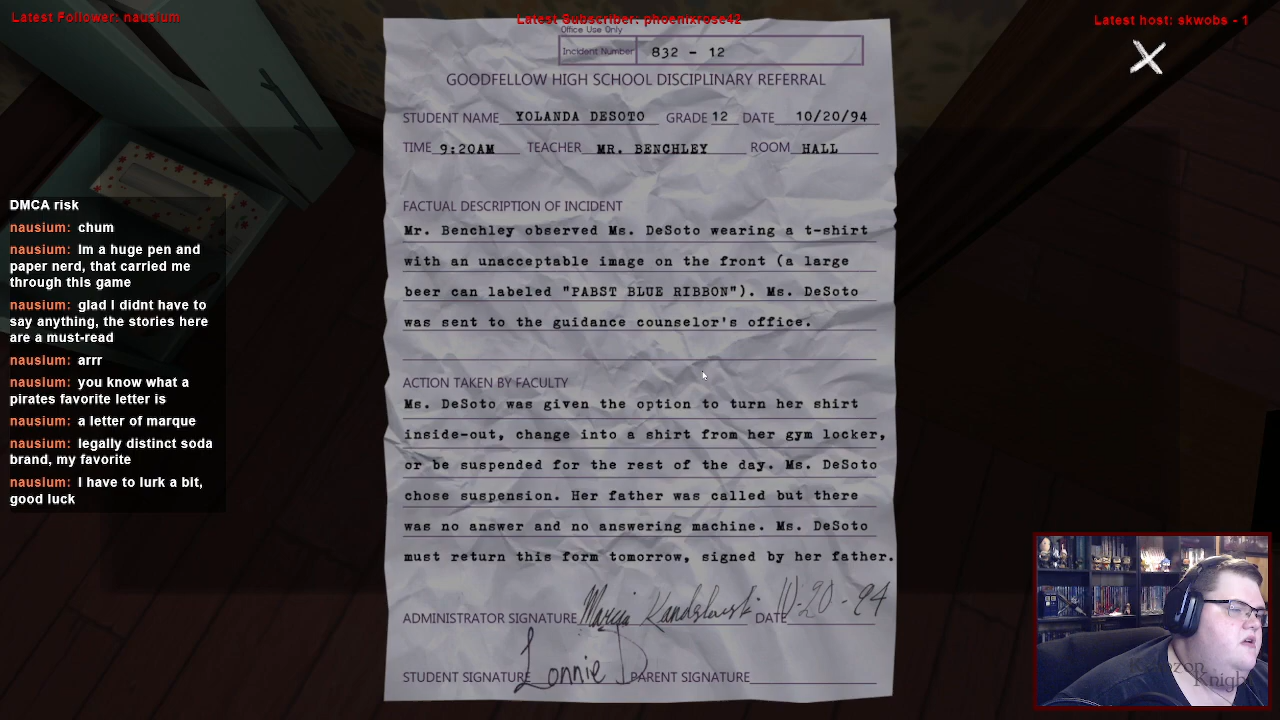 Latest Follower: nausium
Latest Subscriber: phoenixrose42
Latest host: skwobs - 1
Office Use Only
Incident Number 832 - 12
GOODFELLOW HIGH SCHOOL DISCIPLINARY REFERRAL
STUDENT NAME YOLANDA DESOTO GRADE 12 DATE 10/20/94
TIME 9:20AM TEACHER MR. BENCHLEY ROOM HALL
FACTUAL DESCRIPTION OF INCIDENT
Mr. Benchley observed Ms. DeSoto wearing a t-shirt
with an unacceptable image on the front (a large
beer can labeled "PABST BLUE RIBBON"). Ms. DeSoto
was sent to the guidance counselor's office.
ACTION TAKEN BY FACULTY
Ms. DeSoto was given the option to turn her shirt
inside-out, change into a shirt from her gym locker,
or be suspended for the rest of the day. Ms. DeSoto
chose suspension. Her father was called but there
was no answer and no answering machine. Ms. DeSoto
must return this form tomorrow, signed by her father.
ADMINISTRATOR SIGNATURE Marcia DATE 10-20-94
STUDENT SIGNATURE Lonnie D PARENT SIGNATURE
DMCA risk
nausium: chum
nausium: Im a huge pen and
paper nerd, that carried me
through this game
nausium: glad I didnt have to
say anything, the stories here
are a must-read
nausium: arrr
nausium: you know what a
pirates favorite letter is
nausium: a letter of marque
nausium: legally distinct soda
brand, my favorite
nausium: I have to lurk a bit,
good luck
Knight